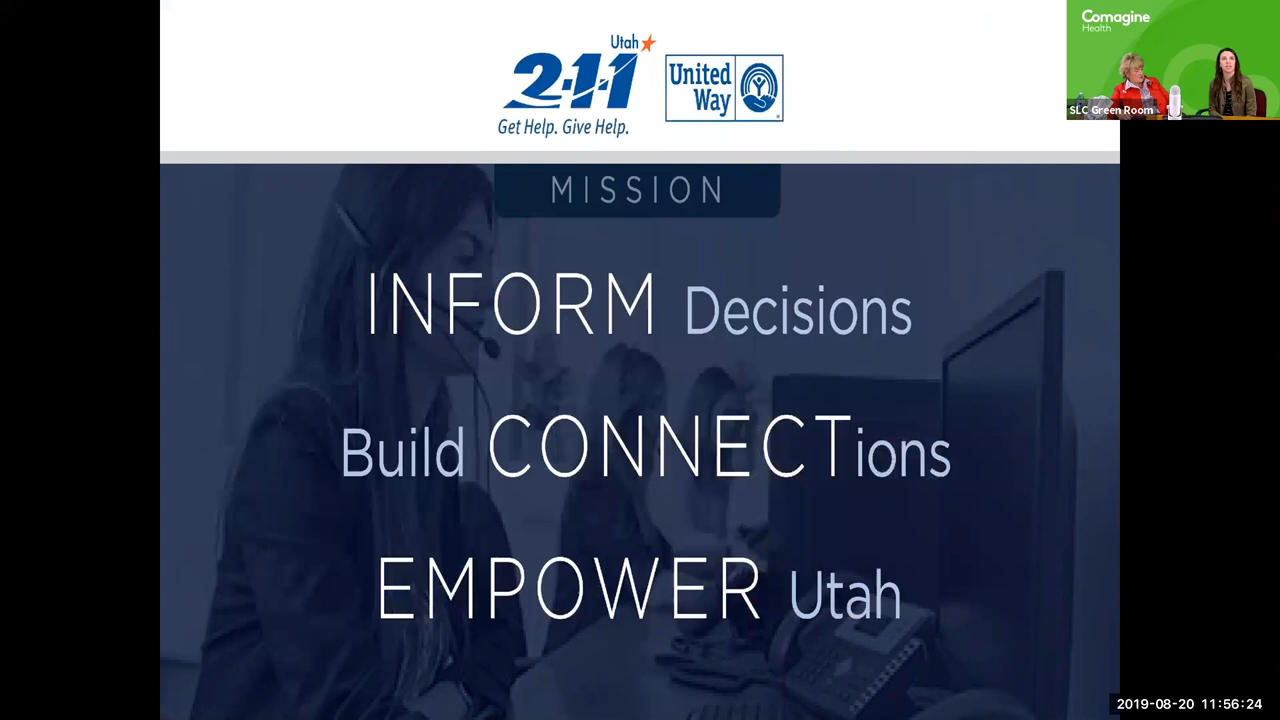 Utah
2-1-1
Get Help. Give Help.
United
Way
Comagine
Health
SLC Green Room
MISSION
INFORM Decisions
Build CONNECTions
EMPOWER Utah
2019-08-20 11:56:24